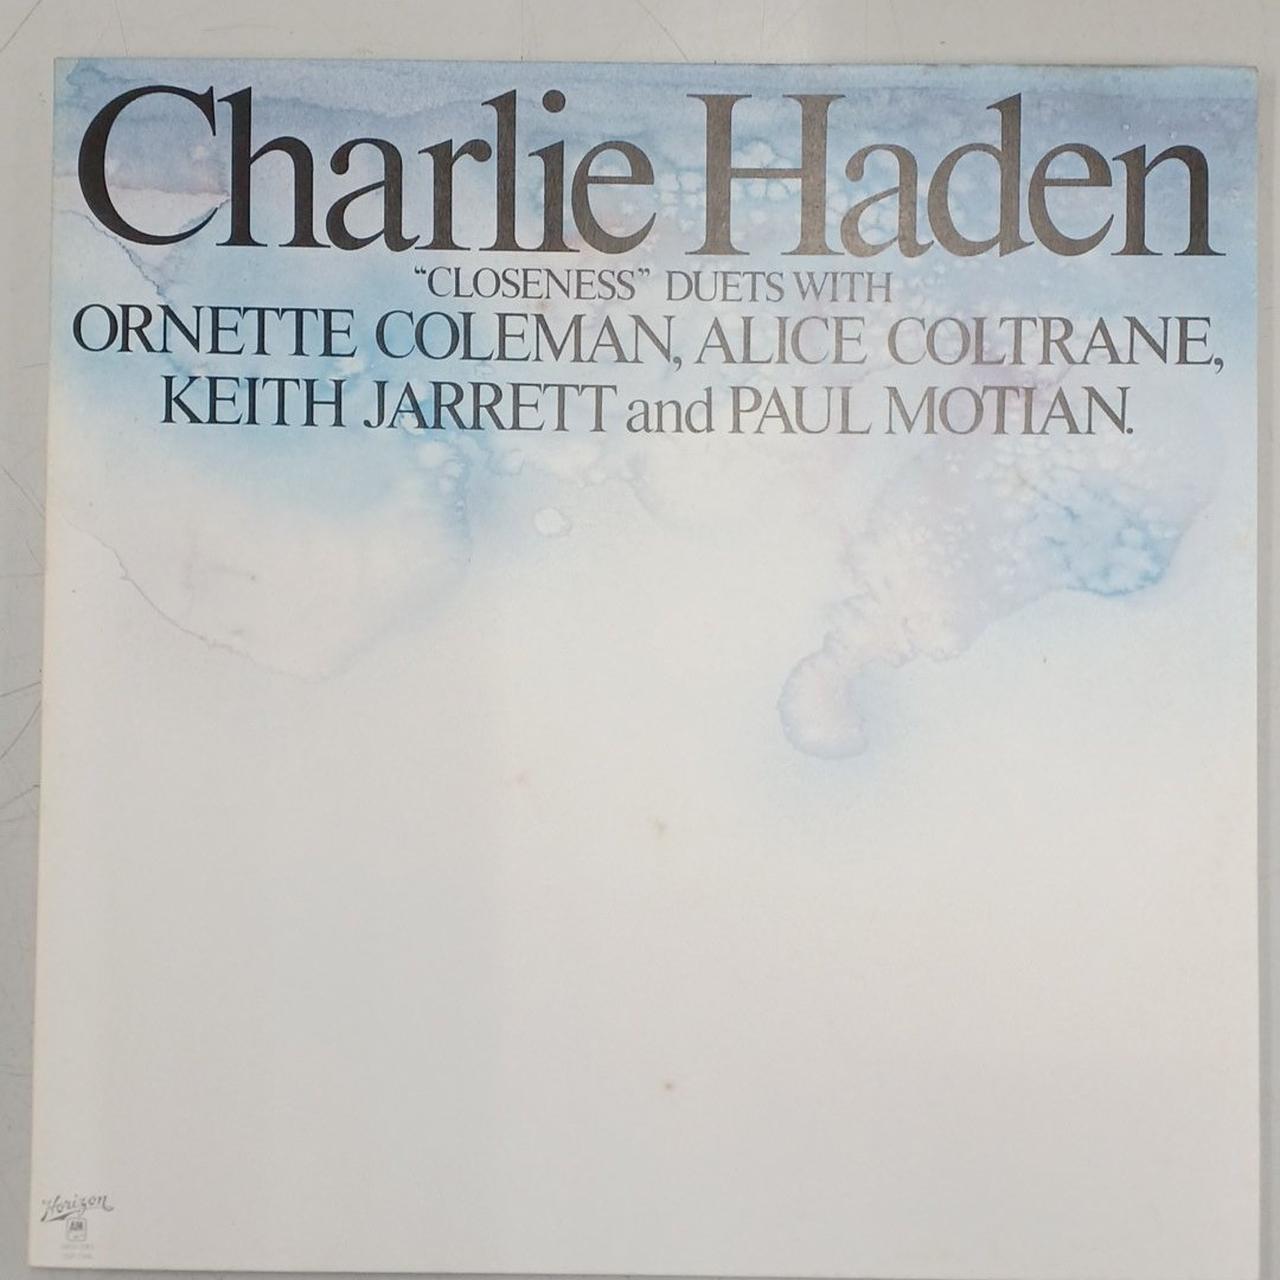 Charlie Haden
“CLOSENESS” DUETS WITH
ORNETTE COLEMAN, ALICE COLTRANE,
KEITH JARRETT and PAUL MOTIAN.
Horizon
A&M